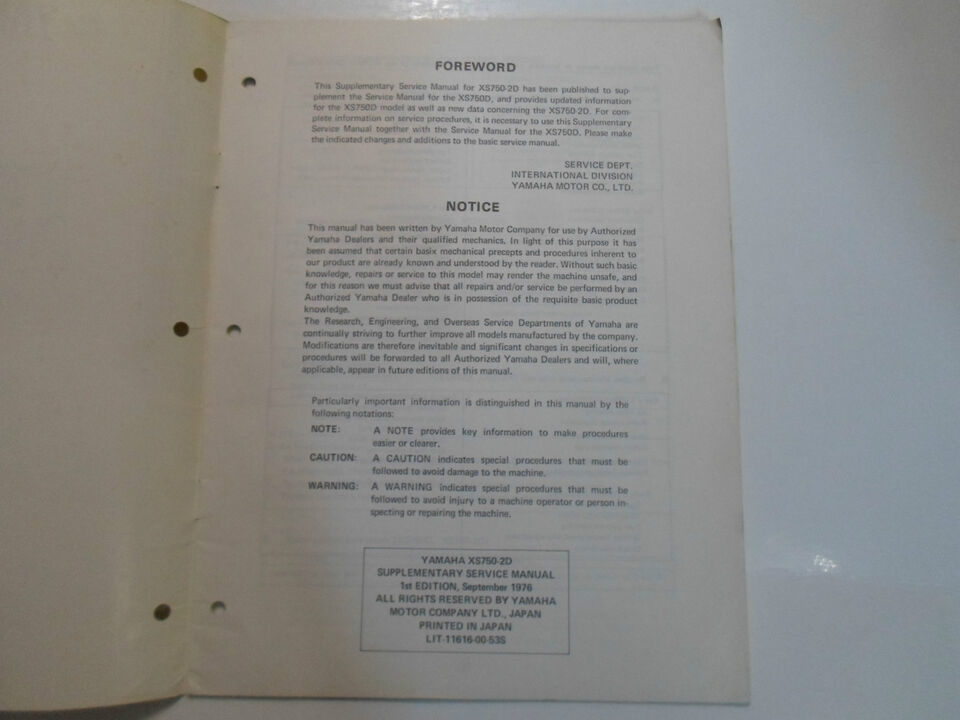 FOREWORD
This Supplementary Service Manual for XS750-2D has been published to sup-
plement the Service Manual for the XS750D, and provides updated information
for the XS750D model as well as new data concerning the XS750-2D. For com-
plete information on service procedures, it is necessary to use this Supplementary
Service Manual together with the Service Manual for the XS750D. Please make
the indicated changes and additions to the basic service manual.
SERVICE DEPT.
INTERNATIONAL DIVISION
YAMAHA MOTOR CO., LTD.
NOTICE
This manual has been written by Yamaha Motor Company for use by Authorized
Yamaha Dealers and their qualified mechanics. In light of this purpose it has
been assumed that certain basix mechanical precepts and procedures inherent to
our product are already known and understood by the reader. Without such basic
knowledge, repairs or service to this model may render the machine unsafe, and
for this reason we must advise that all repairs and/or service be performed by an
Authorized Yamaha Dealer who is in possession of the requisite basic product
knowledge.
The Research, Engineering, and Overseas Service Departments of Yamaha are
continually striving to further improve all models manufactured by the company.
Modifications are therefore inevitable and significant changes in specifications or
procedures will be forwarded to all Authorized Yamaha Dealers and will, where
applicable, appear in future editions of this manual.
Particularly important information is distinguished in this manual by the
following notations:
NOTE: A NOTE provides key information to make procedures
easier or clearer.
CAUTION: A CAUTION indicates special procedures that must be
followed to avoid damage to the machine.
WARNING: A WARNING indicates special procedures that must be
followed to avoid injury to a machine operator or person in-
specting or repairing the machine.
YAMAHA XS750-2D
SUPPLEMENTARY SERVICE MANUAL
1st EDITION, September 1976
ALL RIGHTS RESERVED BY YAMAHA
MOTOR COMPANY LTD., JAPAN
PRINTED IN JAPAN
LIT-11616-00-53S